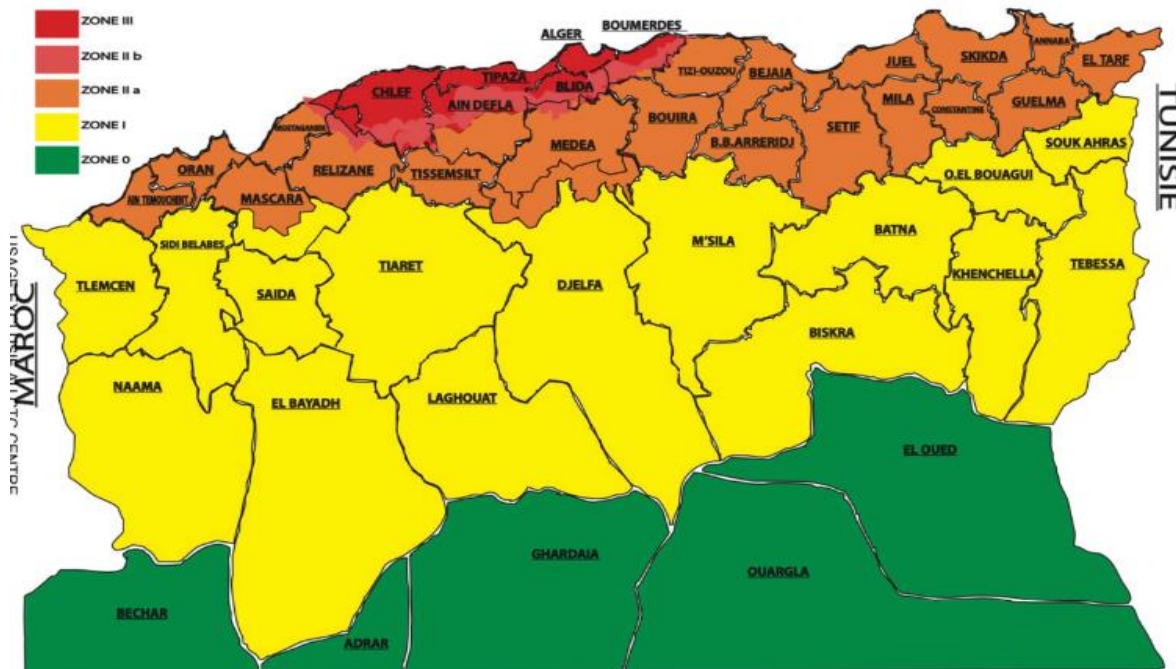 ZONE III
ZONE II b
ZONE II a
ZONE I
ZONE 0
BOUMERDES
ALGER
SKIKDA
ANNABA
EL TARF
JUEL
TIZI-OUZOU
BEJAIA
TIPAZA
BLIDA
CHLEF
AIN DEFLA
MILA
CONSTANTINE
GUELMA
BOUIRA
SETIF
MOSTAGANEM
B.B.ARRERIDJ
MEDEA
SOUK AHRAS
ORAN
RELIZANE
TISSEMSILT
O.EL BOUAGUI
AIN TEMOUCHENT
MASCARA
TUNISIE
SIDI BELABES
M'SILA
BATNA
TIARET
TEBESSA
KHENCHELLA
TLEMCEN
SAIDA
DJELFA
BISKRA
MAROC
NAAMA
EL BAYADH
LAGHOUAT
EL OUED
GHARDAIA
OUARGLA
BECHAR
ADRAR